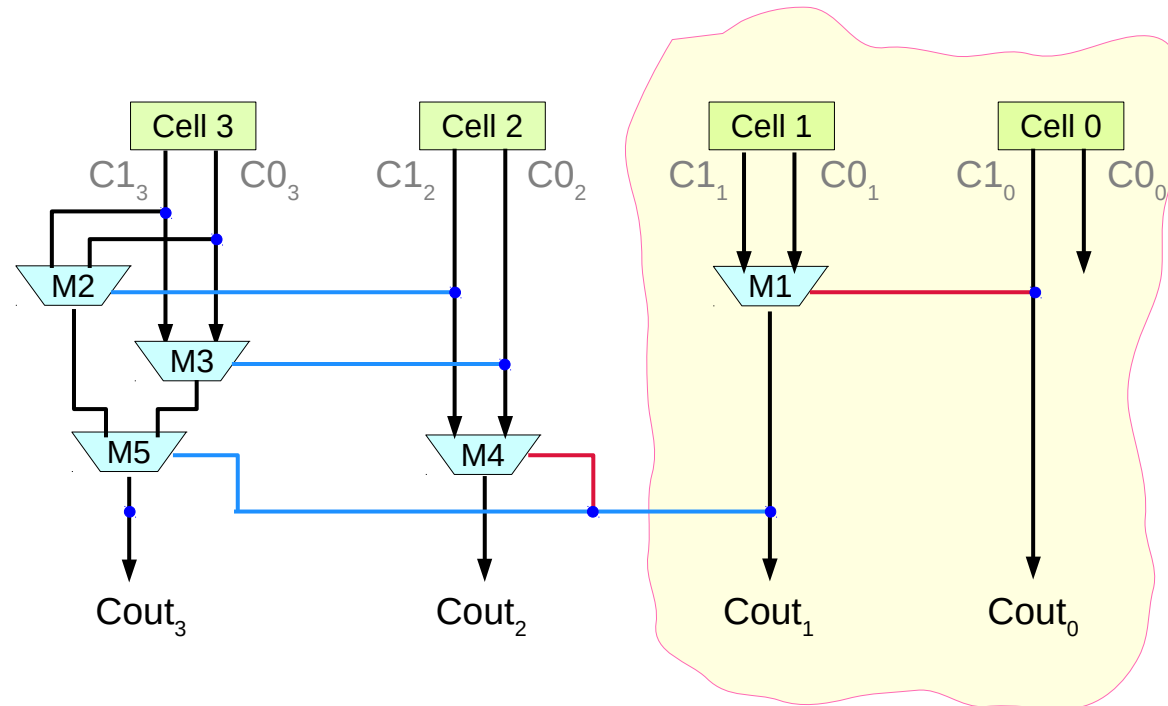 Cell 3 Cell 2 Cell 1 Cell 0
C1₃ C0₃ C1₂ C0₂ C1₁ C0₁ C1₀ C0₀
M2 M1
M3
M5 M4
Cout₃ Cout₂ Cout₁ Cout₀